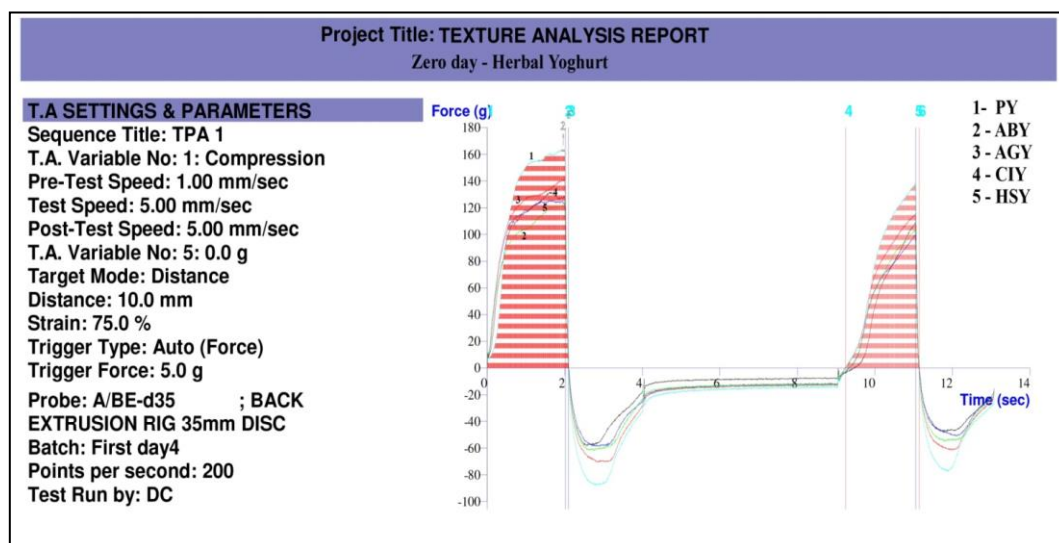 Project Title: TEXTURE ANALYSIS REPORT
Zero day - Herbal Yoghurt
T.A SETTINGS & PARAMETERS
Sequence Title: TPA 1
T.A. Variable No: 1: Compression
Pre-Test Speed: 1.00 mm/sec
Test Speed: 5.00 mm/sec
Post-Test Speed: 5.00 mm/sec
T.A. Variable No: 5: 0.0 g
Target Mode: Distance
Distance: 10.0 mm
Strain: 75.0 %
Trigger Type: Auto (Force)
Trigger Force: 5.0 g
Probe: A/BE-d35 ; BACK
EXTRUSION RIG 35mm DISC
Batch: First day4
Points per second: 200
Test Run by: DC
Force (g)
4
180
160
140
120
100
80
60
40
20
0
-20
-40
-60
-80
-100
1
3
4
5
2
0 2 4 6 8 10 12 14
Time (sec)
1- PY
2 - ABY
3 - AGY
4 - CIY
5 - HSY